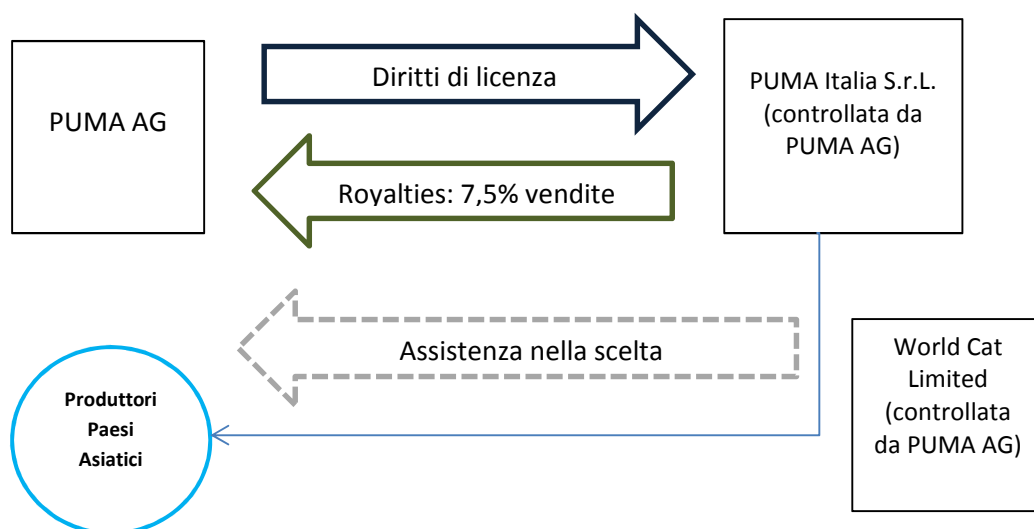 PUMA AG
Diritti di licenza
Royalties: 7,5% vendite
PUMA Italia S.r.L.
(controllata da
PUMA AG)
Assistenza nella scelta
Produttori
Paesi
Asiatici
World Cat
Limited
(controllata
da PUMA AG)